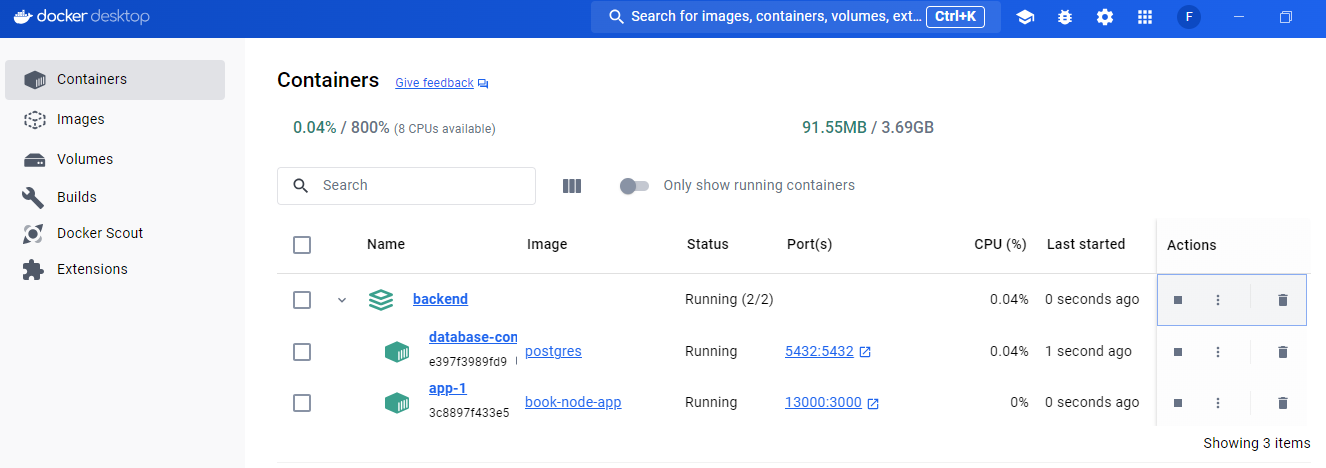 docker desktop
Search for images, containers, volumes, ext... Ctrl+K
F
Containers
Images
Volumes
Builds
Docker Scout
Extensions
Containers Give feedback
0.04% / 800% (8 CPUs available) 91.55MB / 3.69GB
Search Only show running containers
Name Image Status Port(s) CPU (%) Last started Actions
backend Running (2/2) 0.04% 0 seconds ago
database-con
e397f3989fd9 postgres Running 5432:5432 0.04% 1 second ago
app-1
3c8897f433e5 book-node-app Running 13000:3000 0% 0 seconds ago
Showing 3 items